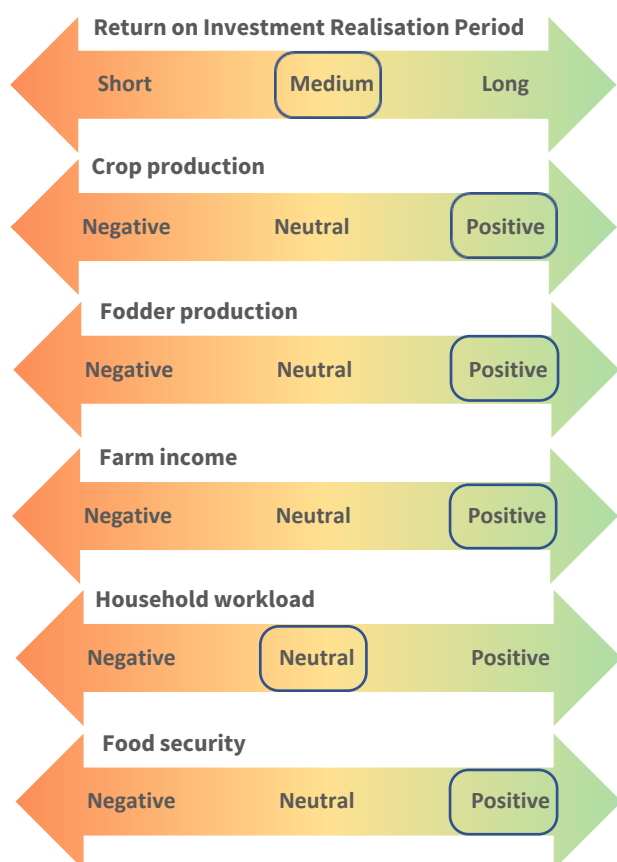 Return on Investment Realisation Period
Short Medium Long
Crop production
Negative Neutral Positive
Fodder production
Negative Neutral Positive
Farm income
Negative Neutral Positive
Household workload
Negative Neutral Positive
Food security
Negative Neutral Positive